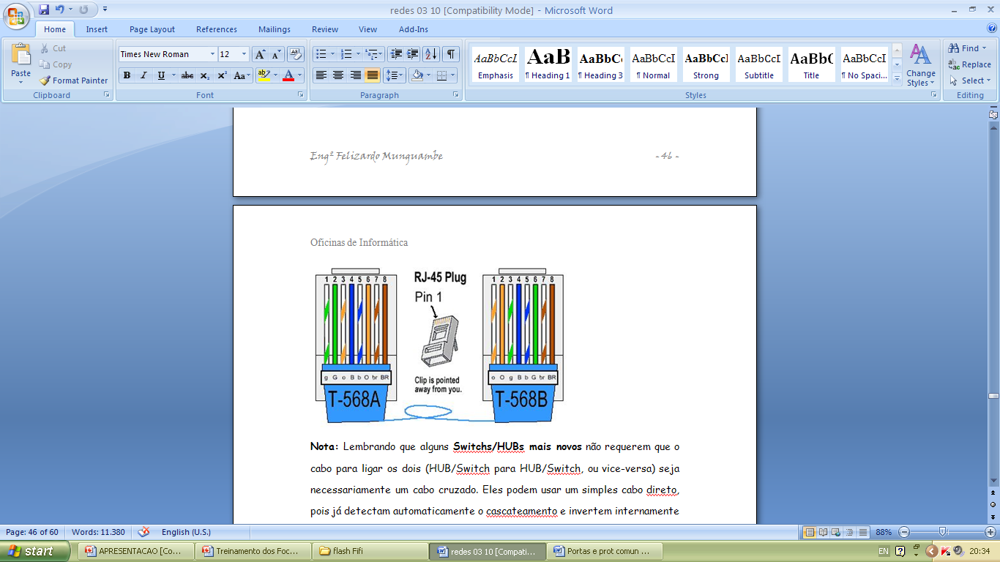 redes 03 10 [Compatibility Mode] - Microsoft Word
Home Insert Page Layout References Mailings Review View Add-Ins
Paste
Cut
Copy
Format Painter
Clipboard
Times New Roman 12
B I U abc x₂ x² Aa ab A
Font
Paragraph
AaBbCcI AaB AaBbCc AaBbCcI AaBbCcl AaBbCcI AaBbC AaBbCcI
Emphasis ¶ Heading 1 ¶ Heading 3 ¶ Normal Strong Subtitle Title ¶ No Spaci...
Change Styles
Styles
Find
Replace
Select
Editing
Engº Felizardo Munguambe - 46 -
Oficinas de Informática
1 2 3 4 5 6 7 8
g G o B b O br BR
T-568A
RJ-45 Plug
Pin 1
Clip is pointed
away from you.
1 2 3 4 5 6 7 8
o O g B b G br BR
T-568B
Nota: Lembrando que alguns Switchs/HUBs mais novos não requerem que o
cabo para ligar os dois (HUB/Switch para HUB/Switch, ou vice-versa) seja
necessariamente um cabo cruzado. Eles podem usar um simples cabo direto,
pois já detectam automaticamente o cascateamento e invertem internamente
Page: 46 of 60 Words: 11.380 English (U.S.) 88%
start APRESENTACAO [Co... Treinamento dos Foc... flash Fifi redes 03 10 [Compati... Portas e prot comun ... EN 20:34